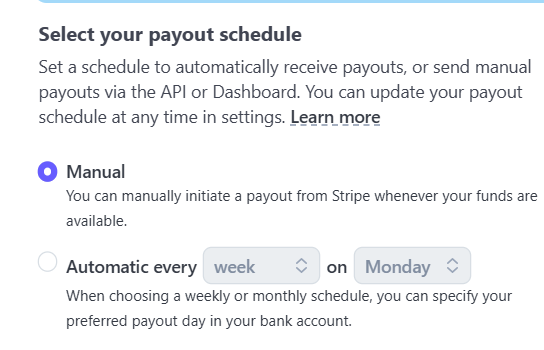 Select your payout schedule
Set a schedule to automatically receive payouts, or send manual
payouts via the API or Dashboard. You can update your payout
schedule at any time in settings. Learn more
Manual
You can manually initiate a payout from Stripe whenever your funds are
available.
Automatic every week on Monday
When choosing a weekly or monthly schedule, you can specify your
preferred payout day in your bank account.